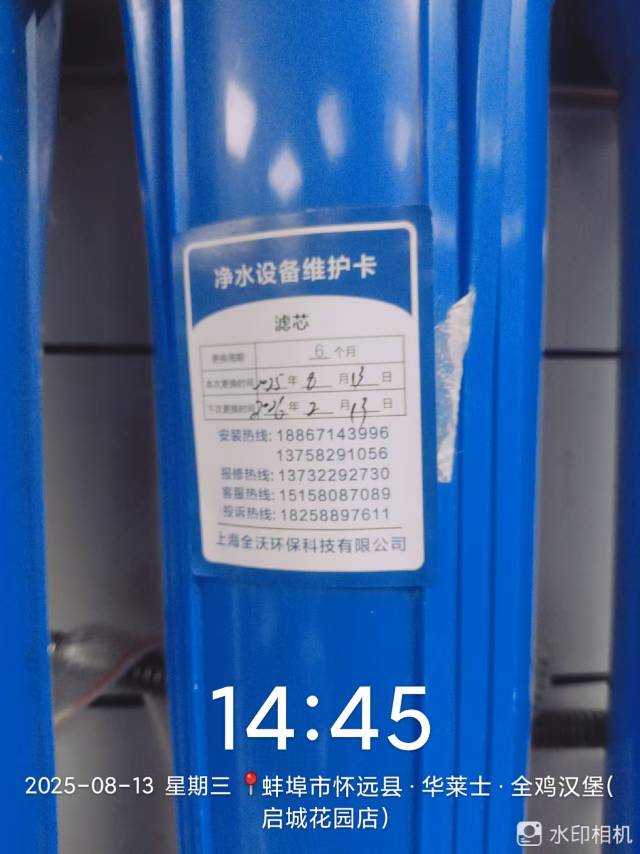 净水设备维护卡
滤芯
更换周期 6 个月
本次更换时间 2025 年 8 月 13 日
下次更换时间 2026 年 2 月 13 日
安装热线: 18867143996
13758291056
报修热线: 13732292730
客服热线: 15158087089
投诉热线: 18258897611
上海全沃环保科技有限公司
14:45
2025-08-13 星期三 📍蚌埠市怀远县·华莱士·全鸡汉堡(
启城花园店)
水印相机